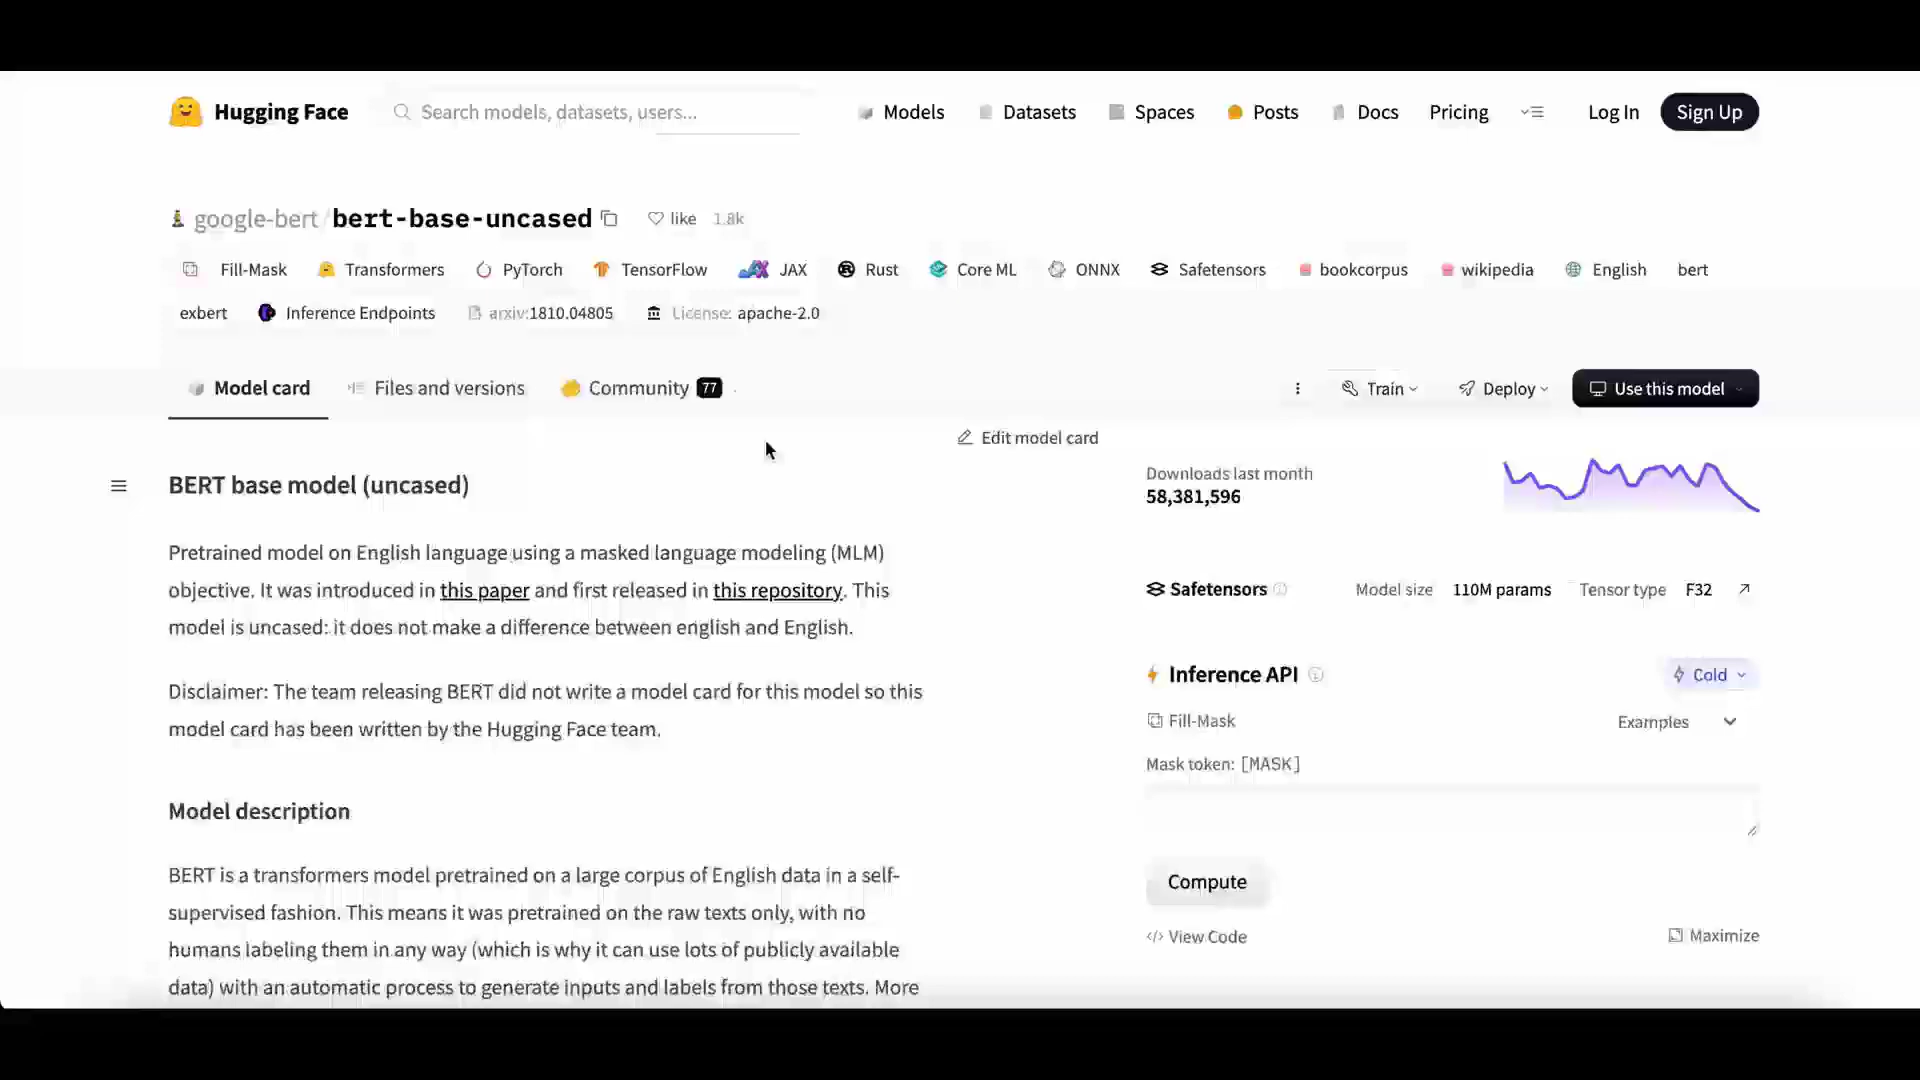 Hugging Face
Search models, datasets, users...
Models
Datasets
Spaces
Posts
Docs
Pricing
Log In
Sign Up
google-bert/bert-base-uncased
like
1.8k
Fill-Mask
Transformers
PyTorch
TensorFlow
JAX
Rust
Core ML
ONNX
Safetensors
bookcorpus
wikipedia
English
bert
exbert
Inference Endpoints
arxiv:1810.04805
License: apache-2.0
Model card
Files and versions
Community 77
Train
Deploy
Use this model
Edit model card
BERT base model (uncased)
Pretrained model on English language using a masked language modeling (MLM)
objective. It was introduced in this paper and first released in this repository. This
model is uncased: it does not make a difference between english and English.
Disclaimer: The team releasing BERT did not write a model card for this model so this
model card has been written by the Hugging Face team.
Model description
BERT is a transformers model pretrained on a large corpus of English data in a self-
supervised fashion. This means it was pretrained on the raw texts only, with no
humans labeling them in any way (which is why it can use lots of publicly available
data) with an automatic process to generate inputs and labels from those texts. More
Downloads last month
58,381,596
Safetensors
Model size
110M params
Tensor type
F32
Inference API
Cold
Fill-Mask
Examples
Mask token: [MASK]
Compute
</> View Code
Maximize